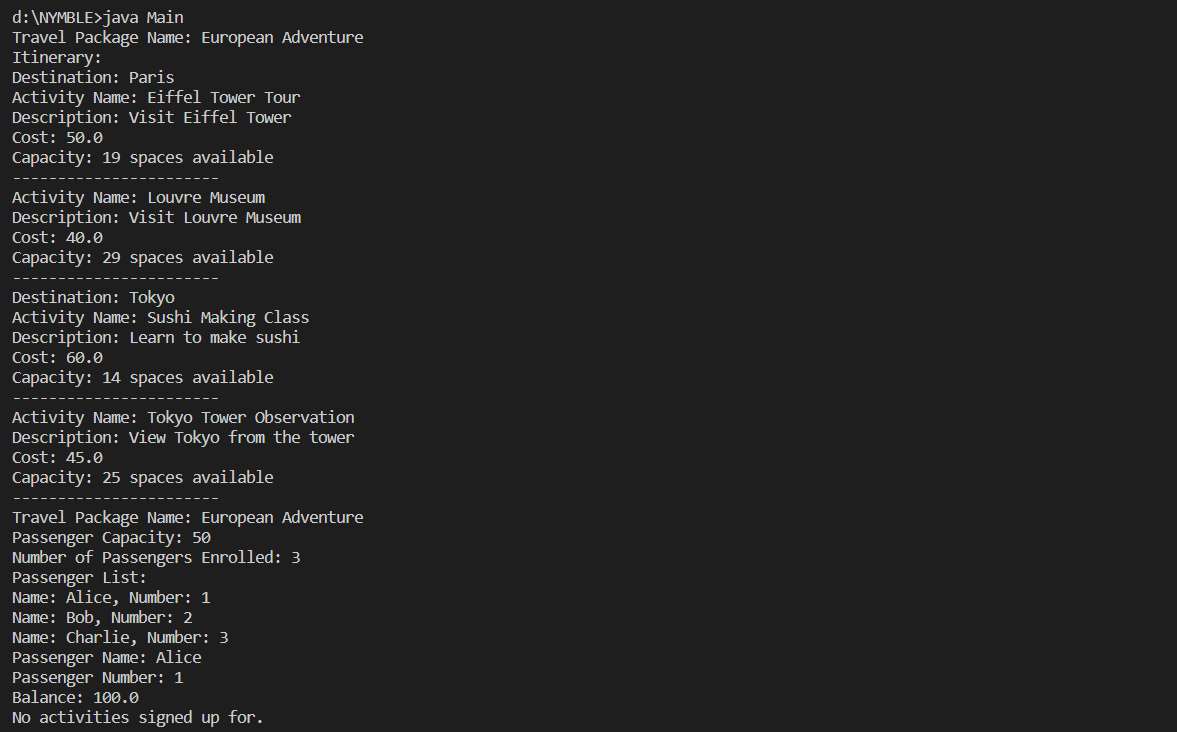 d:\NYMBLE>java Main
Travel Package Name: European Adventure
Itinerary:
Destination: Paris
Activity Name: Eiffel Tower Tour
Description: Visit Eiffel Tower
Cost: 50.0
Capacity: 19 spaces available
-----------------------
Activity Name: Louvre Museum
Description: Visit Louvre Museum
Cost: 40.0
Capacity: 29 spaces available
-----------------------
Destination: Tokyo
Activity Name: Sushi Making Class
Description: Learn to make sushi
Cost: 60.0
Capacity: 14 spaces available
-----------------------
Activity Name: Tokyo Tower Observation
Description: View Tokyo from the tower
Cost: 45.0
Capacity: 25 spaces available
-----------------------
Travel Package Name: European Adventure
Passenger Capacity: 50
Number of Passengers Enrolled: 3
Passenger List:
Name: Alice, Number: 1
Name: Bob, Number: 2
Name: Charlie, Number: 3
Passenger Name: Alice
Passenger Number: 1
Balance: 100.0
No activities signed up for.